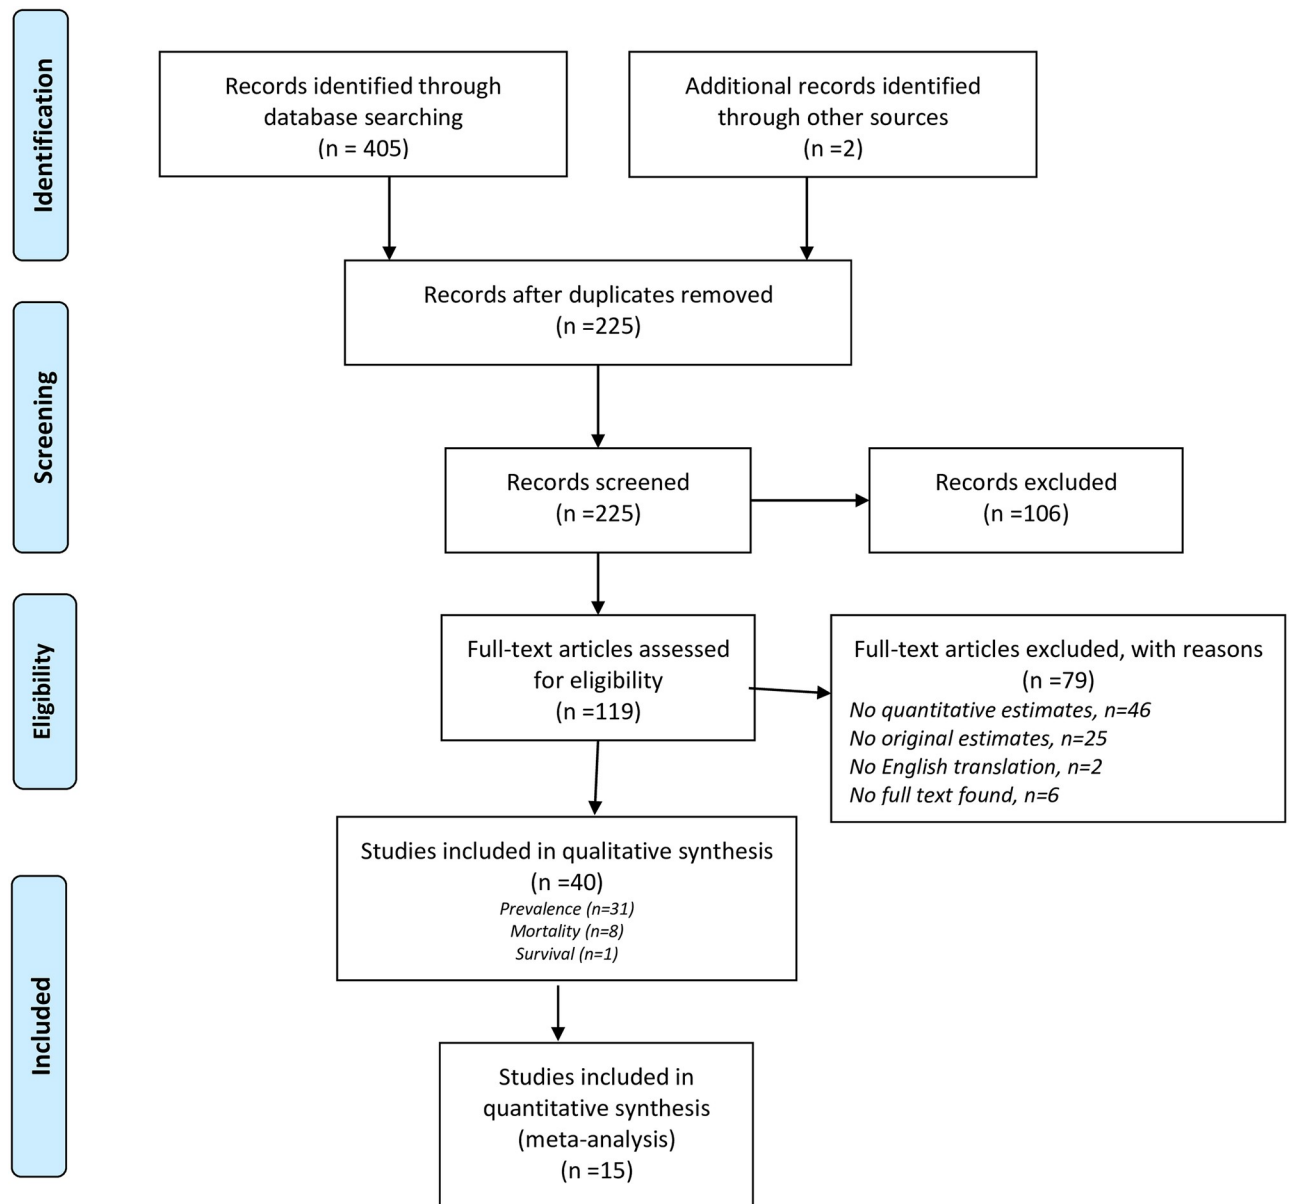 Identification
Records identified through
database searching
(n = 405)
Additional records identified
through other sources
(n =2)
Records after duplicates removed
(n =225)
Screening
Records screened
(n =225)
Records excluded
(n =106)
Eligibility
Full-text articles assessed
for eligibility
(n =119)
Full-text articles excluded, with reasons
(n =79)
No quantitative estimates, n=46
No original estimates, n=25
No English translation, n=2
No full text found, n=6
Studies included in qualitative synthesis
(n =40)
Prevalence (n=31)
Mortality (n=8)
Survival (n=1)
Included
Studies included in
quantitative synthesis
(meta-analysis)
(n =15)